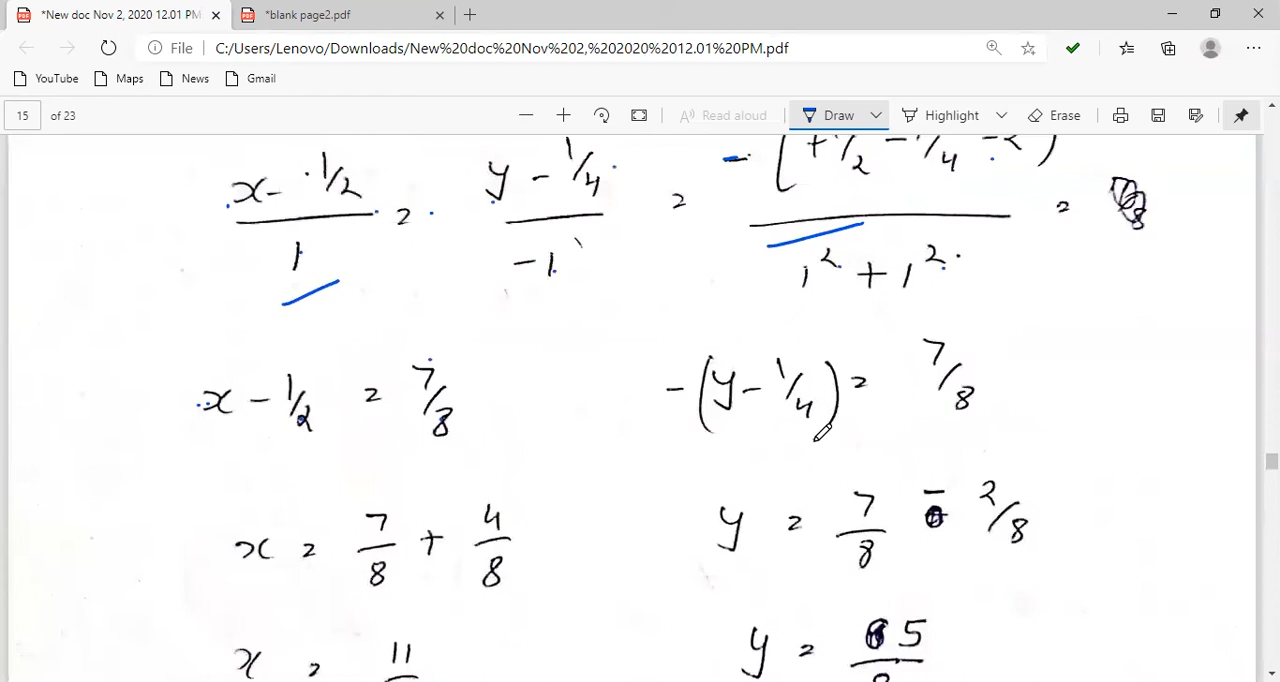 *New doc Nov 2, 2020 12.01 PM × *blank page2.pdf × +
File C:/Users/Lenovo/Downloads/New%20doc%20Nov%202,%202020%2012.01%20PM.pdf
YouTube Maps News Gmail
15 of 23 Read aloud Draw Highlight Erase
x - 1/2 / 1 = y - 1/4 / -1 = -[+1/2 - 1/4 - 2) / 1² + 1² =
x - 1/2 = 7/8 -(y - 1/4) = 7/8
x = 7/8 + 4/8 y = 7/8 - 2/8
x = 11 y = 5